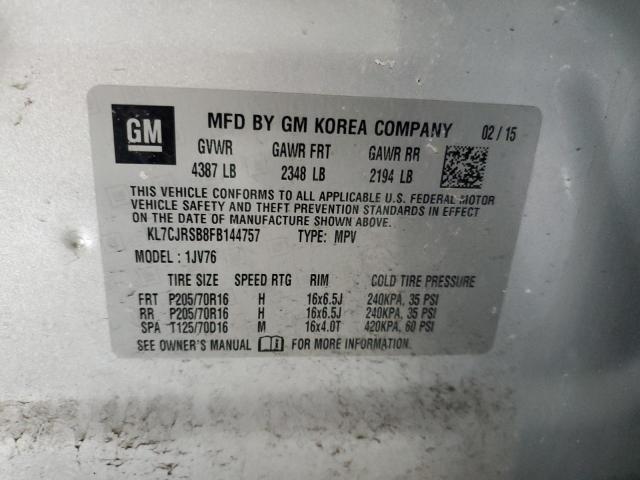 GM MFD BY GM KOREA COMPANY 02/15
GVWR GAWR FRT GAWR RR
4387 LB 2348 LB 2194 LB
THIS VEHICLE CONFORMS TO ALL APPLICABLE U.S. FEDERAL MOTOR
VEHICLE SAFETY AND THEFT PREVENTION STANDARDS IN EFFECT
ON THE DATE OF MANUFACTURE SHOWN ABOVE.
KL7CJRSB8FB144757 TYPE: MPV
MODEL : 1JV76
TIRE SIZE SPEED RTG RIM COLD TIRE PRESSURE
FRT P205/70R16 H 16x6.5J 240KPA, 35 PSI
RR P205/70R16 H 16x6.5J 240KPA, 35 PSI
SPA T125/70D16 M 16x4.0T 420KPA, 60 PSI
SEE OWNER'S MANUAL FOR MORE INFORMATION